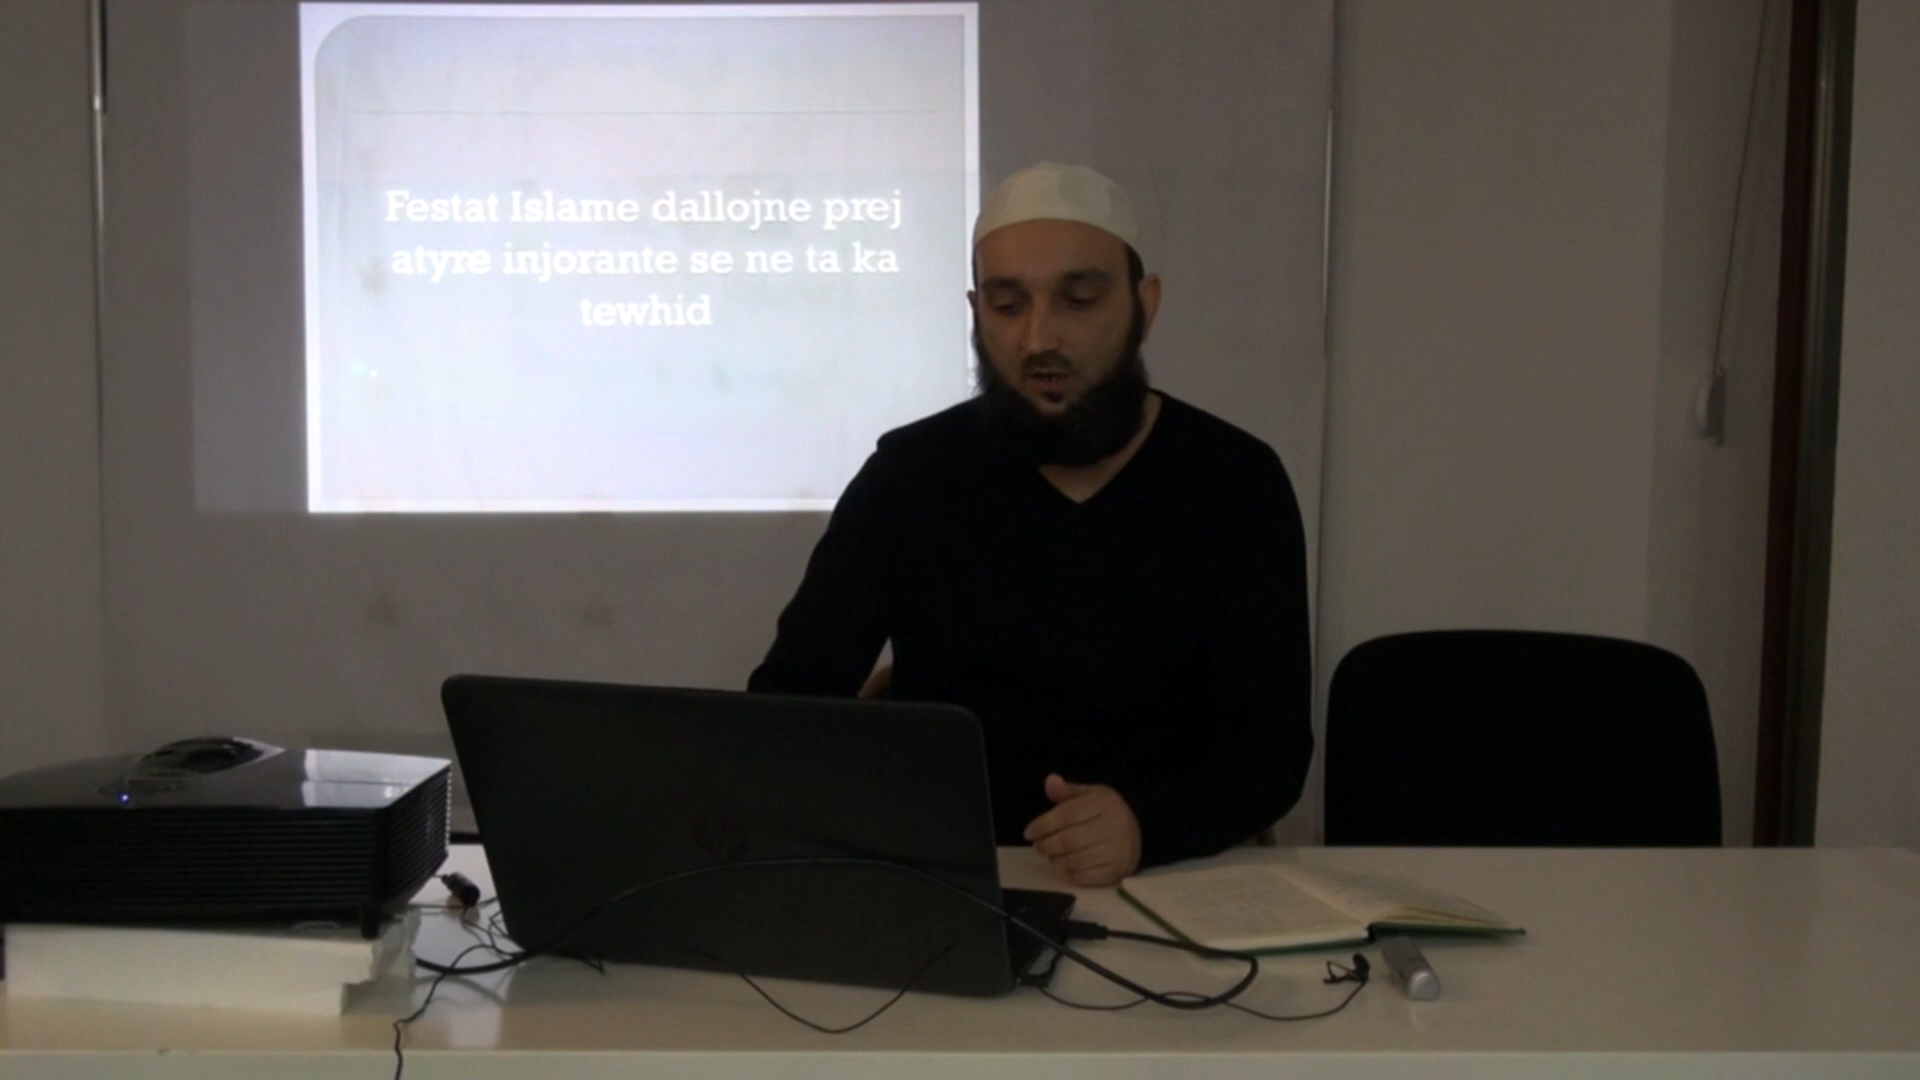 Festat Islame dallojne prej
atyre injorante se ne ta ka
tewhid